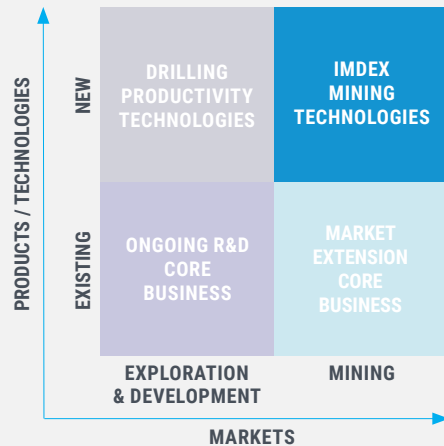 PRODUCTS / TECHNOLOGIES
NEW
DRILLING
PRODUCTIVITY
TECHNOLOGIES
IMDEX
MINING
TECHNOLOGIES
EXISTING
ONGOING R&D
CORE
BUSINESS
MARKET
EXTENSION
CORE
BUSINESS
EXPLORATION
& DEVELOPMENT
MINING
MARKETS